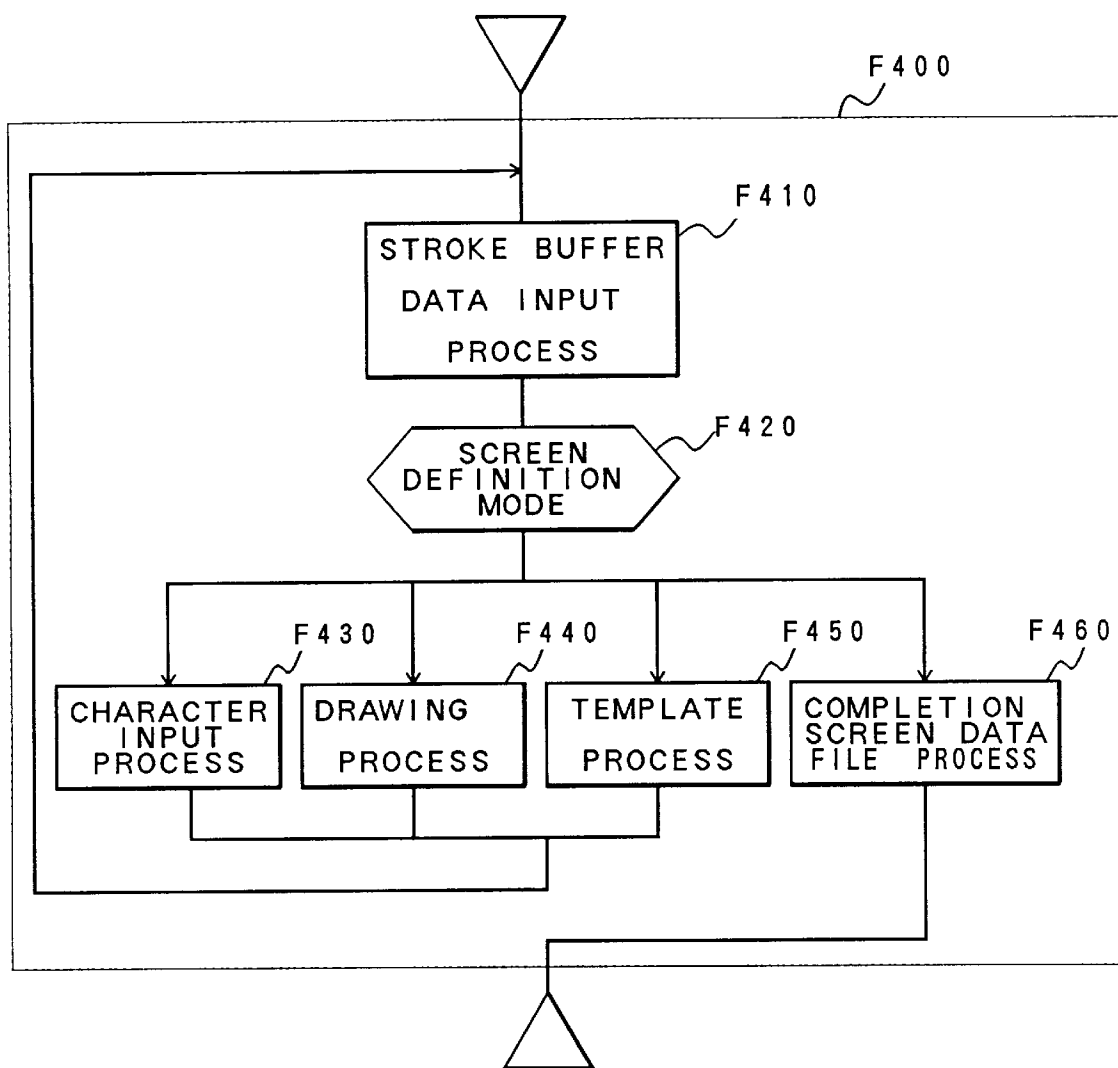 F400
F410
STROKE BUFFER
DATA INPUT
PROCESS
F420
SCREEN
DEFINITION
MODE
F430
F440
F450
F460
CHARACTER
INPUT
PROCESS
DRAWING
PROCESS
TEMPLATE
PROCESS
COMPLETION
SCREEN DATA
FILE PROCESS